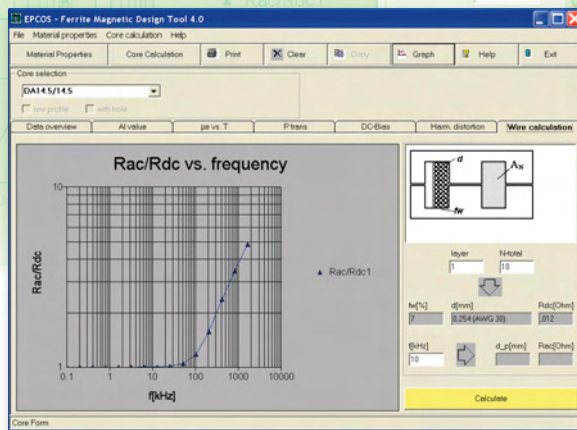 EPCOS - Ferrite Magnetic Design Tool 4.0
File Material properties Core calculation Help
Material Properties Core Calculation Print Clear Copy Graph Help Exit
Core selection
DA14.5/14.5
Low profile with hole
Data overview Al value µe vs. T P trans DC-Bias Harm. distortion Wire calculation
Rac/Rdc vs. frequency
10
Rac/Rdc
1
0.1 1 10 100 1000 10000
f[kHz]
Rac/Rdc1
d
AN
fw
layer N-total
1 10
fw[%] d[mm] Rdc[Ohm]
7 0.254 (AWG 30) .012
f[kHz] d_p[mm] Rac[Ohm]
10
Calculate
Core Form